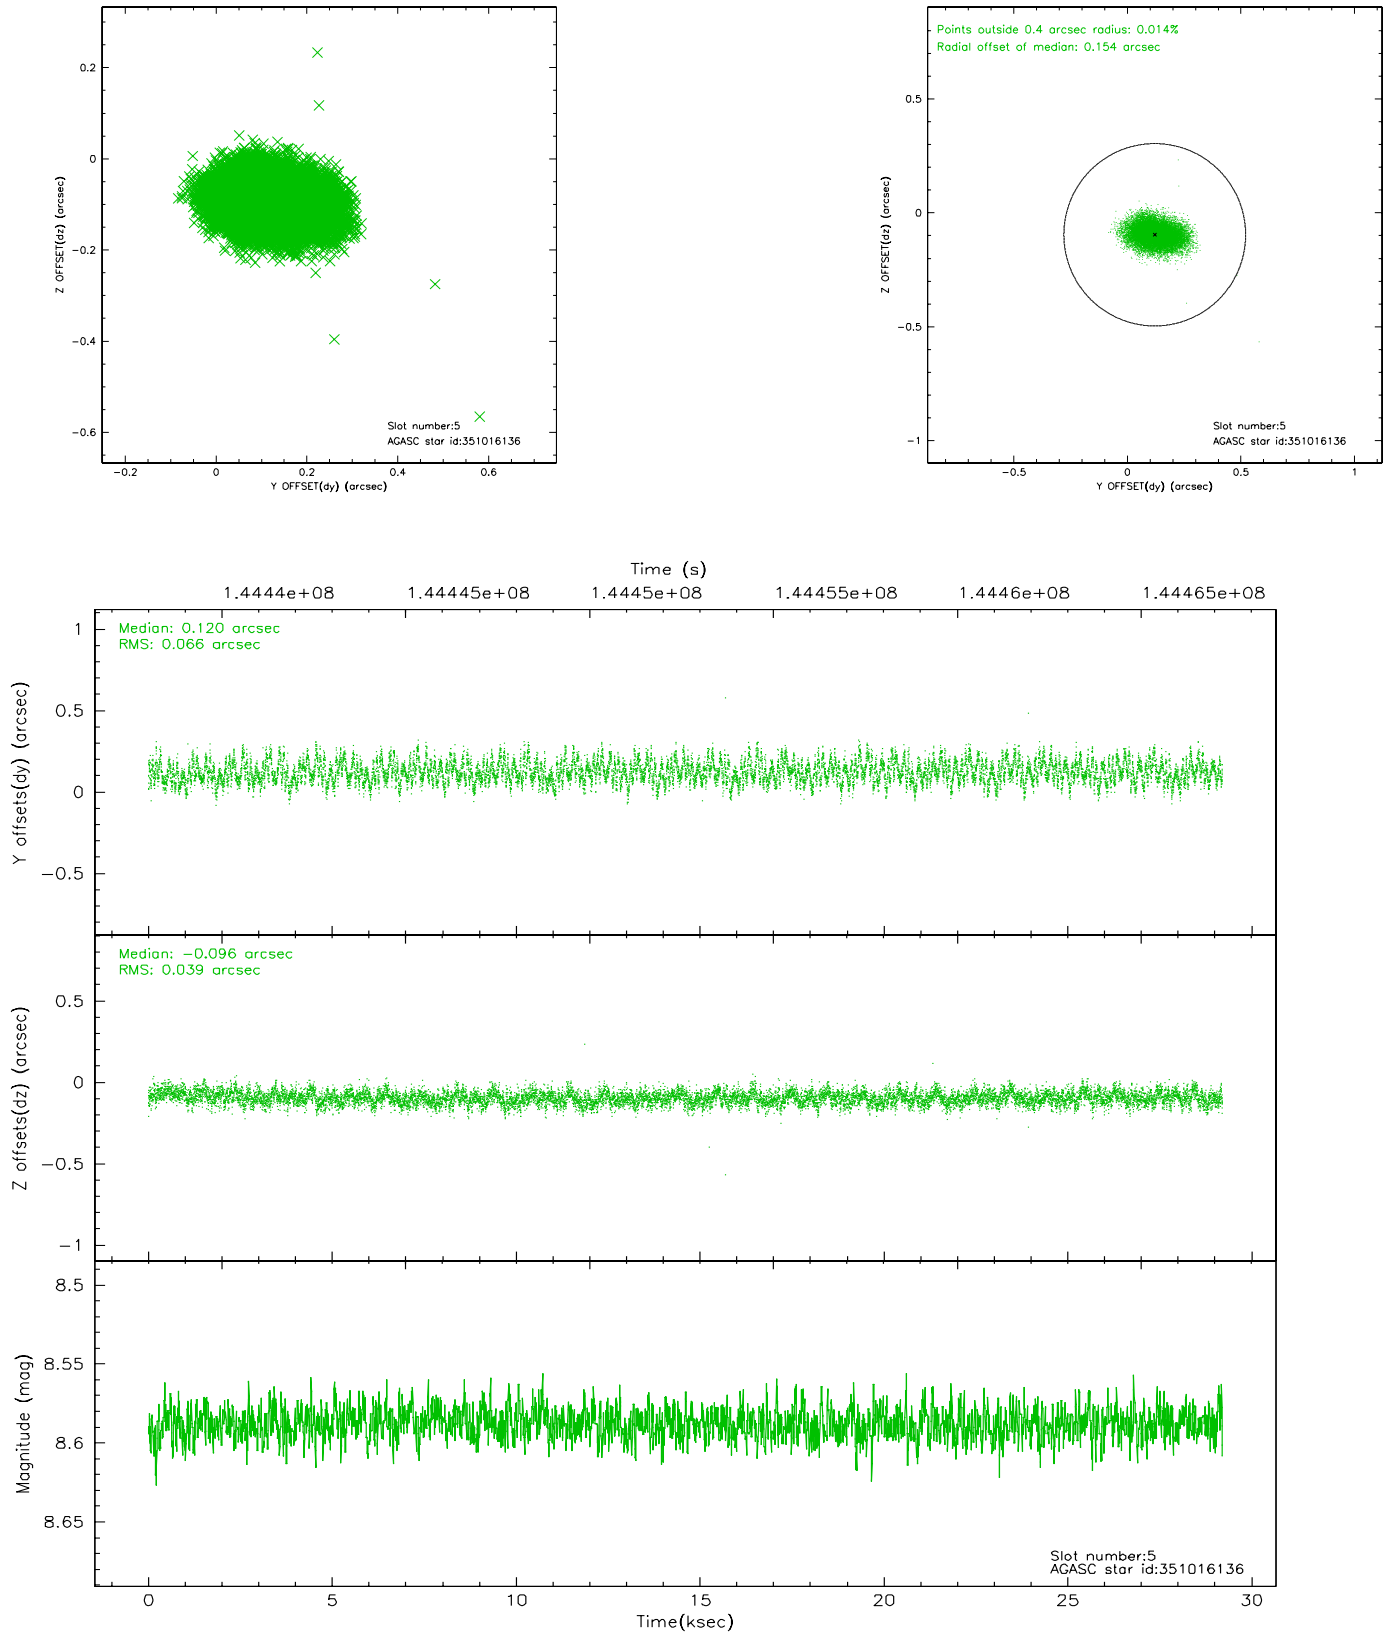 0.2
0
−0.2
−0.4
−0.6
Z OFFSET(dz) (arcsec)
Slot number:5
AGASC star id:351016136
−0.2
0
0.2
0.4
0.6
Y OFFSET(dy) (arcsec)
Points outside 0.4 arcsec radius: 0.014%
Radial offset of median: 0.154 arcsec
0.5
0
−0.5
−1
Z OFFSET(dz) (arcsec)
Slot number:5
AGASC star id:351016136
−0.5
0
0.5
1
Y OFFSET(dy) (arcsec)
Time (s)
1.4444e+08
1.44445e+08
1.4445e+08
1.44455e+08
1.4446e+08
1.44465e+08
Median: 0.120 arcsec
RMS: 0.066 arcsec
1
0.5
0
−0.5
Y offsets(dy) (arcsec)
Median: −0.096 arcsec
RMS: 0.039 arcsec
0.5
0
−0.5
−1
Z offsets(dz) (arcsec)
8.5
8.55
8.6
8.65
Magnitude (mag)
Slot number:5
AGASC star id:351016136
0
5
10
15
20
25
30
Time(ksec)